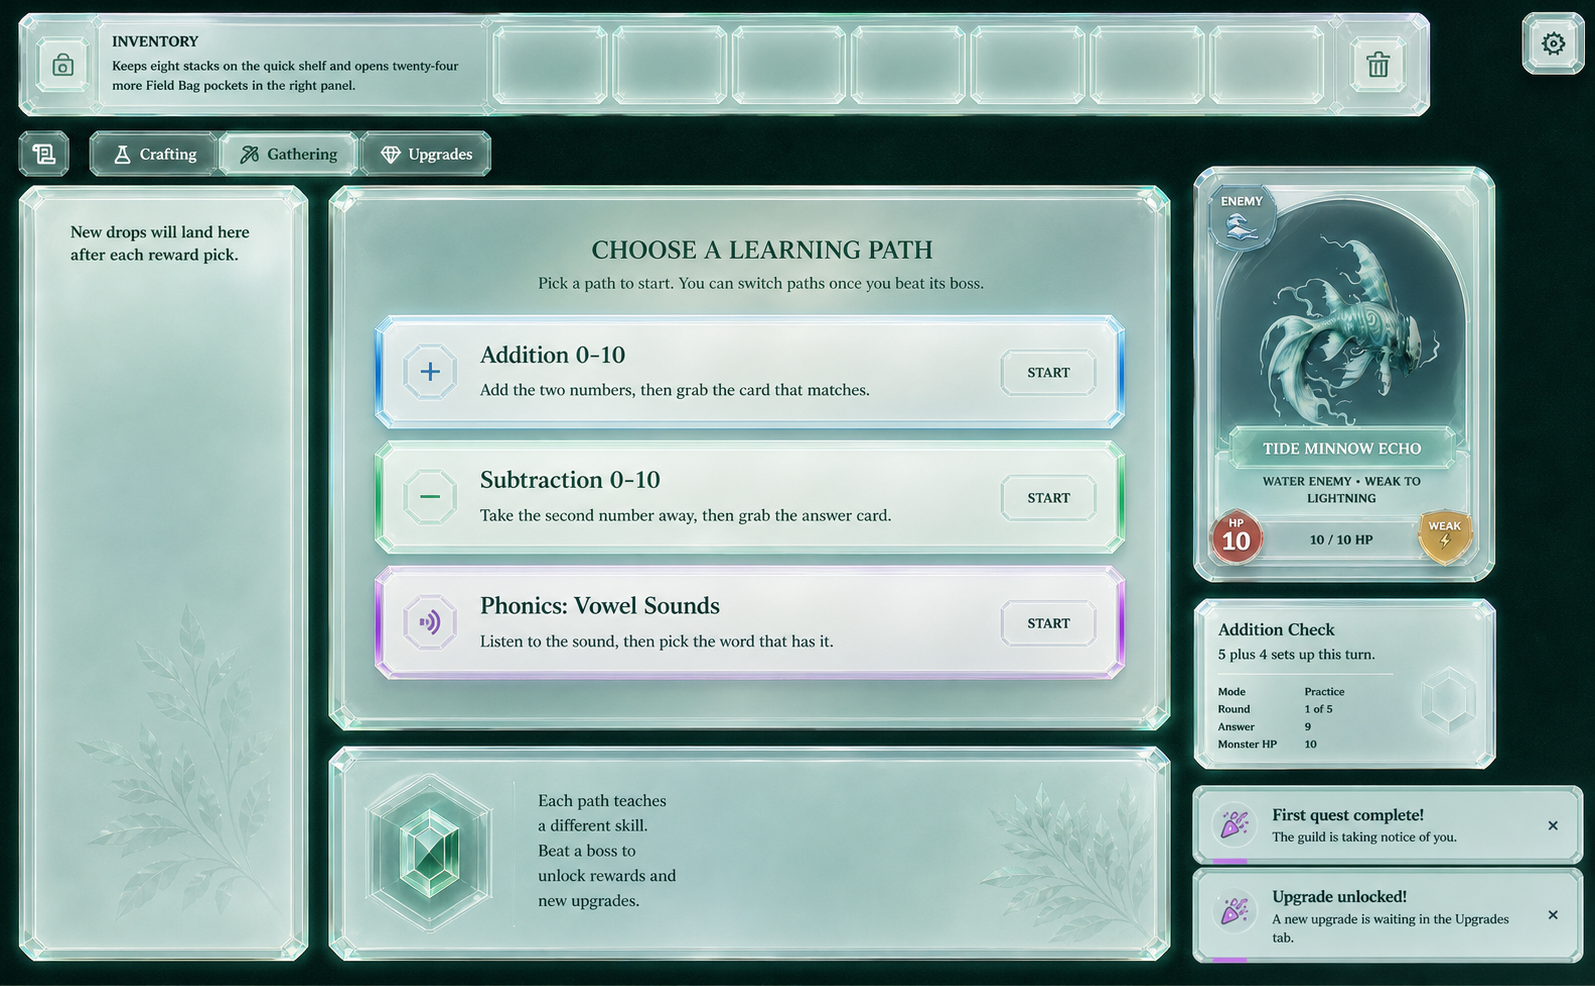 INVENTORY
Keeps eight stacks on the quick shelf and opens twenty-four
more Field Bag pockets in the right panel.
Crafting
Gathering
Upgrades
New drops will land here
after each reward pick.
CHOOSE A LEARNING PATH
Pick a path to start. You can switch paths once you beat its boss.
Addition 0–10
Add the two numbers, then grab the card that matches.
START
Subtraction 0–10
Take the second number away, then grab the answer card.
START
Phonics: Vowel Sounds
Listen to the sound, then pick the word that has it.
START
Each path teaches
a different skill.
Beat a boss to
unlock rewards and
new upgrades.
ENEMY
TIDE MINNOW ECHO
WATER ENEMY • WEAK TO
LIGHTNING
HP
10
10 / 10 HP
WEAK
Addition Check
5 plus 4 sets up this turn.
Mode Practice
Round 1 of 5
Answer 9
Monster HP 10
First quest complete!
The guild is taking notice of you.
Upgrade unlocked!
A new upgrade is waiting in the Upgrades
tab.